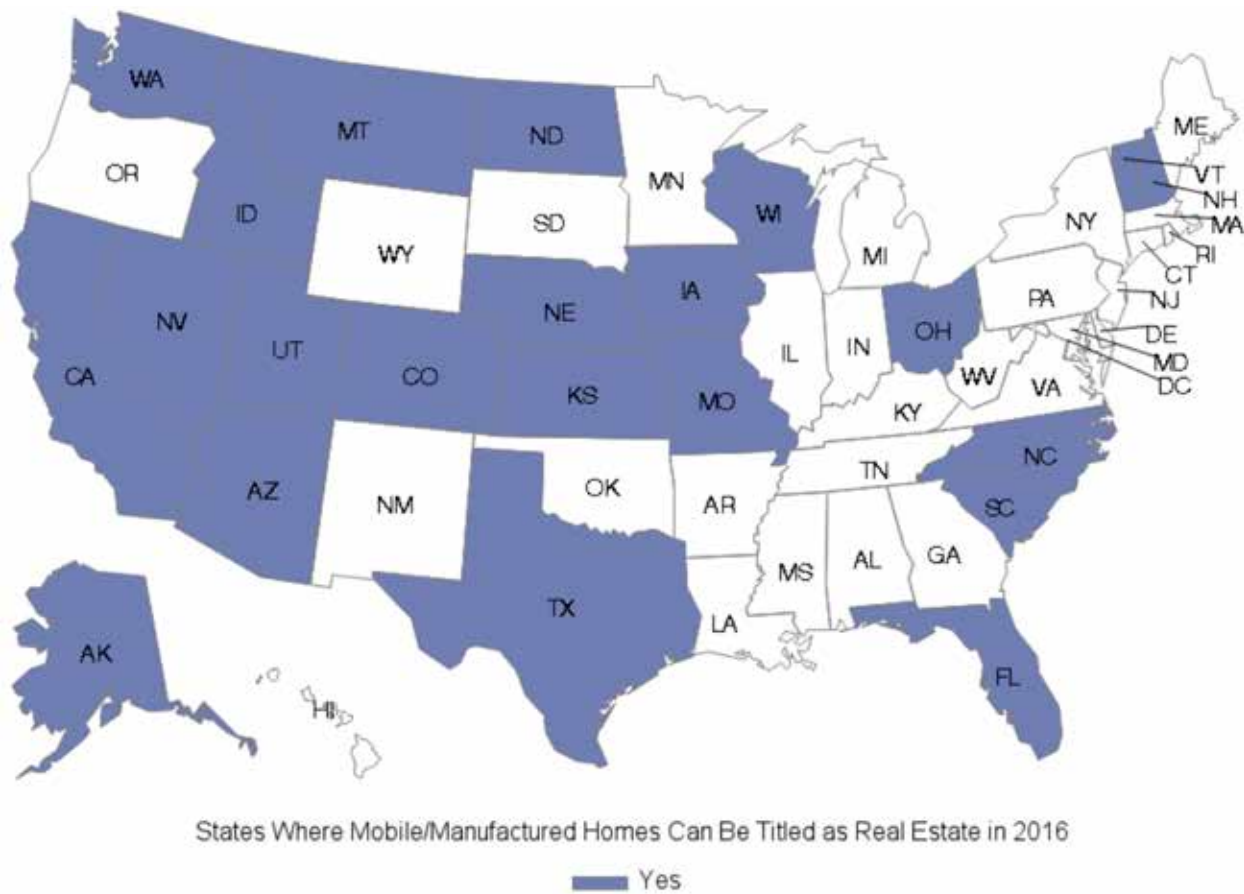 WA
MT
ND
MN
ME
OR
VT
ID
NH
SD
WI
NY
MA
WY
MI
RI
CT
IA
NJ
NE
PA
NV
OH
DE
UT
IL
IN
MD
CA
CO
WV
DC
KS
MO
VA
KY
NC
TN
AZ
OK
NM
AR
SC
GA
AL
MS
TX
LA
AK
FL
HI
States Where Mobile/Manufactured Homes Can Be Titled as Real Estate in 2016
Yes